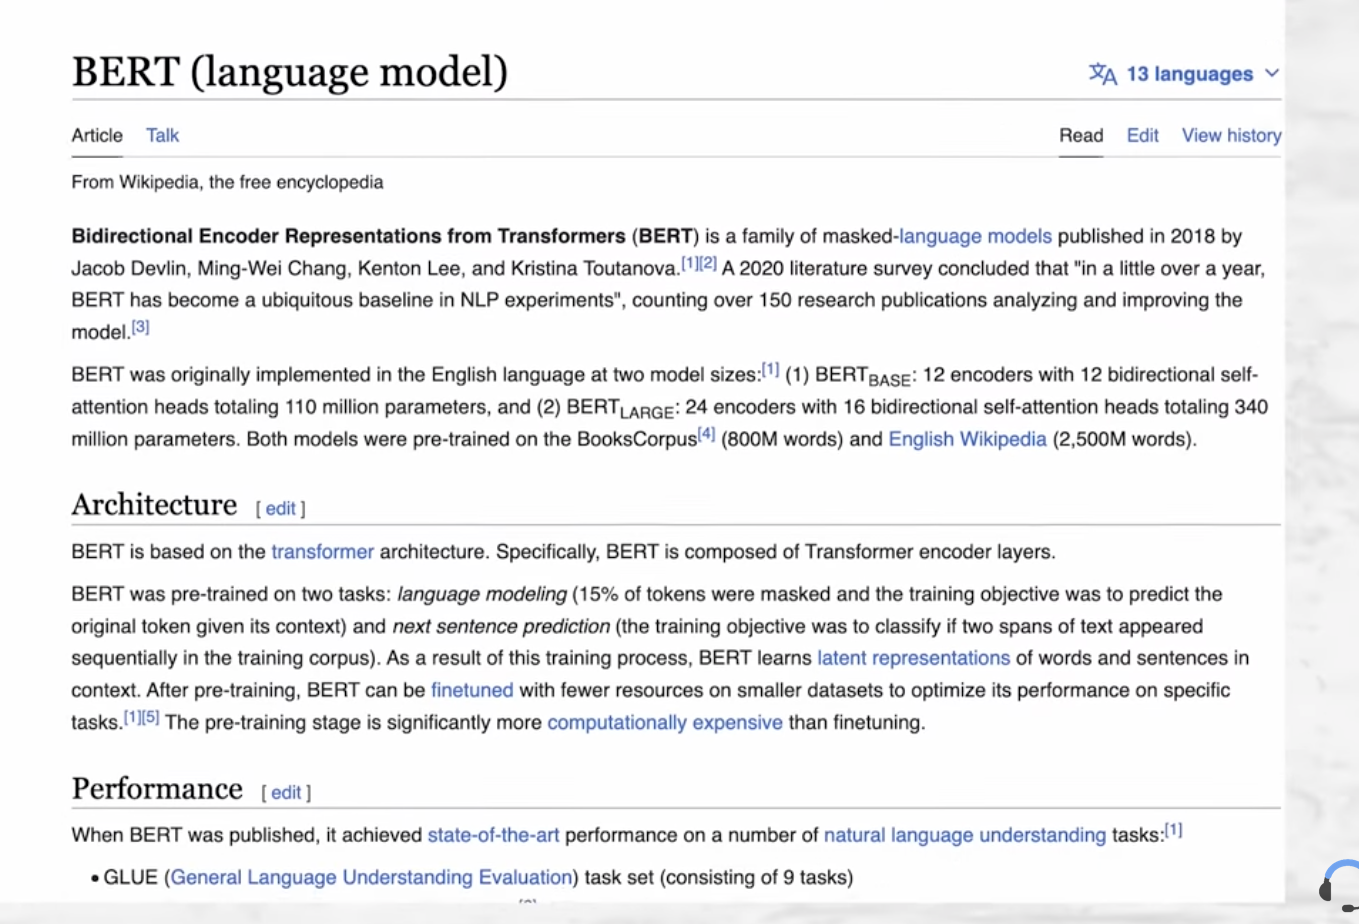 BERT (language model)
13 languages
Article Talk
Read Edit View history
From Wikipedia, the free encyclopedia
Bidirectional Encoder Representations from Transformers (BERT) is a family of masked-language models published in 2018 by
Jacob Devlin, Ming-Wei Chang, Kenton Lee, and Kristina Toutanova.[1][2] A 2020 literature survey concluded that "in a little over a year,
BERT has become a ubiquitous baseline in NLP experiments", counting over 150 research publications analyzing and improving the
model.[3]
BERT was originally implemented in the English language at two model sizes:[1] (1) BERTBASE: 12 encoders with 12 bidirectional self-
attention heads totaling 110 million parameters, and (2) BERTLARGE: 24 encoders with 16 bidirectional self-attention heads totaling 340
million parameters. Both models were pre-trained on the BooksCorpus[4] (800M words) and English Wikipedia (2,500M words).
Architecture [ edit ]
BERT is based on the transformer architecture. Specifically, BERT is composed of Transformer encoder layers.
BERT was pre-trained on two tasks: language modeling (15% of tokens were masked and the training objective was to predict the
original token given its context) and next sentence prediction (the training objective was to classify if two spans of text appeared
sequentially in the training corpus). As a result of this training process, BERT learns latent representations of words and sentences in
context. After pre-training, BERT can be finetuned with fewer resources on smaller datasets to optimize its performance on specific
tasks.[1][5] The pre-training stage is significantly more computationally expensive than finetuning.
Performance [ edit ]
When BERT was published, it achieved state-of-the-art performance on a number of natural language understanding tasks:[1]
• GLUE (General Language Understanding Evaluation) task set (consisting of 9 tasks)